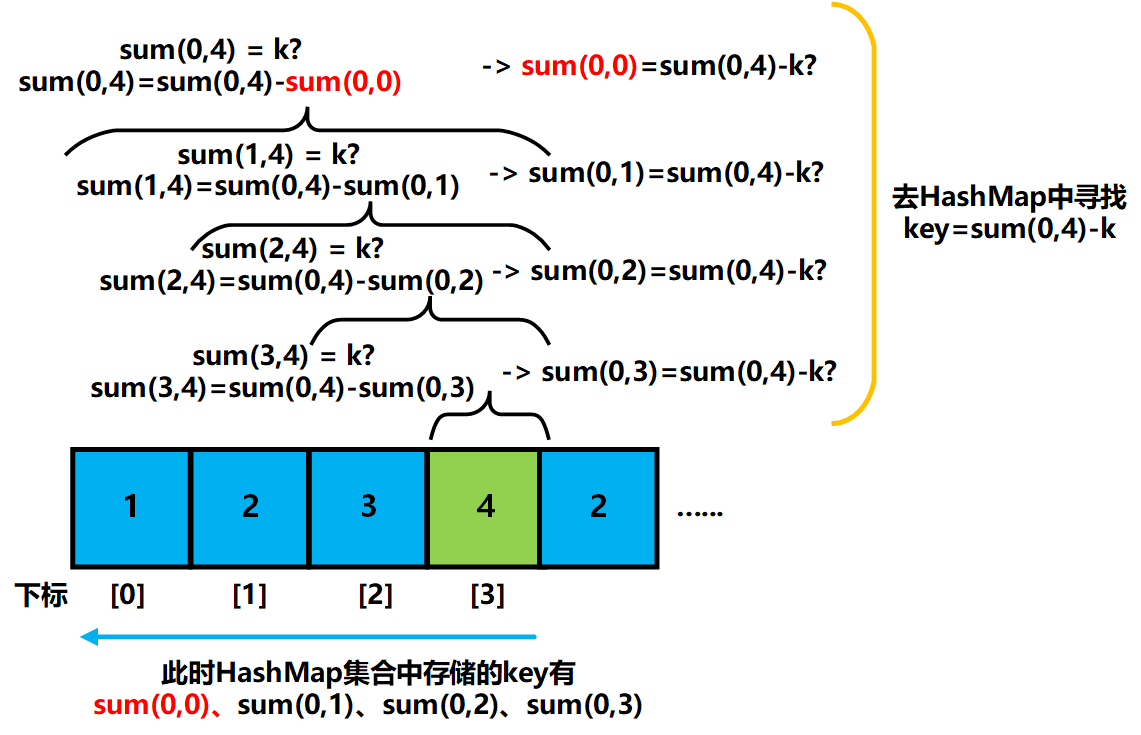 sum(0,4) = k?
sum(0,4)=sum(0,4)-sum(0,0)
-> sum(0,0)=sum(0,4)-k?
sum(1,4) = k?
sum(1,4)=sum(0,4)-sum(0,1)
-> sum(0,1)=sum(0,4)-k?
sum(2,4) = k?
sum(2,4)=sum(0,4)-sum(0,2)
-> sum(0,2)=sum(0,4)-k?
sum(3,4) = k?
sum(3,4)=sum(0,4)-sum(0,3)
-> sum(0,3)=sum(0,4)-k?
去HashMap中寻找
key=sum(0,4)-k
1 2 3 4 2 ......
下标 [0] [1] [2] [3]
此时HashMap集合中存储的key有
sum(0,0)、sum(0,1)、sum(0,2)、sum(0,3)